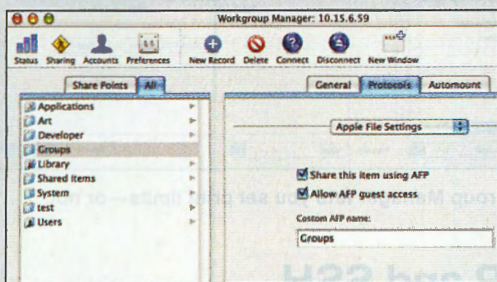 Workgroup Manager: 10.15.6.59
Status Sharing Accounts Preferences New Record Delete Connect Disconnect New Window
Share Points All
General Protocols Automount
Applications
Art
Developer
Groups
Library
Shared Items
System
test
Users
Apple File Settings
Share this item using AFP
Allow AFP guest access
Custom AFP name:
Groups